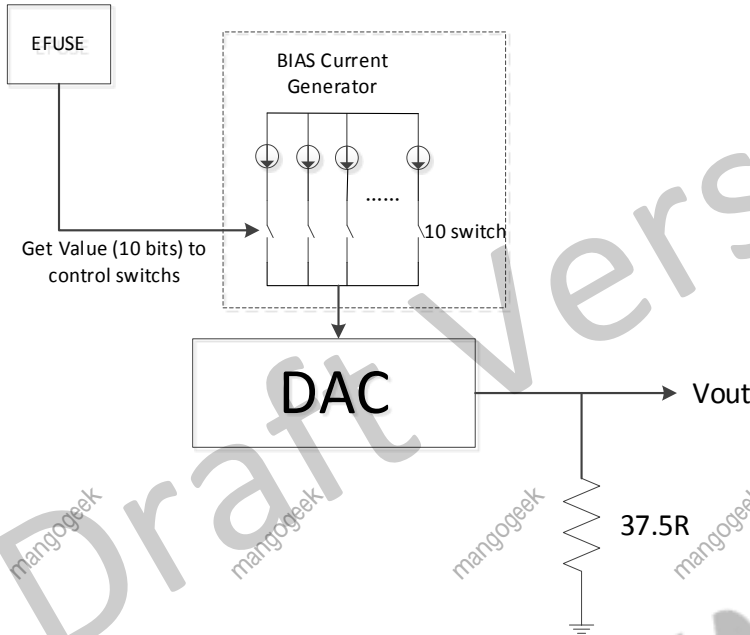 EFUSE
BIAS Current
Generator
......
10 switch
Get Value (10 bits) to
control switchs
DAC
Vout
37.5R
Draft Vers
mangogeek
mangogeek
mangogeek
mangogeek